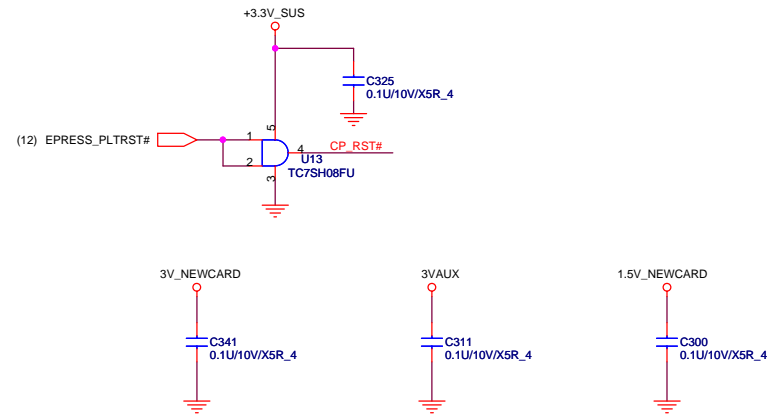 +3.3V_SUS
C325
0.1U/10V/X5R_4
5
(12) EPRESS_PLTRST#
1
4
CP_RST#
2
U13
TC7SH08FU
3
3V_NEWCARD
3VAUX
1.5V_NEWCARD
C341
0.1U/10V/X5R_4
C311
0.1U/10V/X5R_4
C300
0.1U/10V/X5R_4